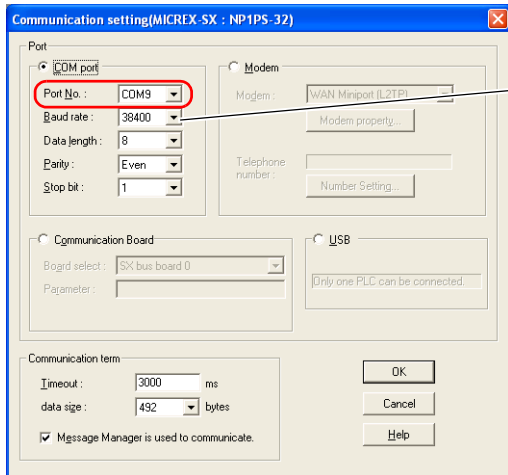 Communication setting(MICREX-SX : NP1PS-32)
Port
COM port
Port No. : COM9
Baud rate : 38400
Data length : 8
Parity : Even
Stop bit : 1
Modem
Modem : WAN Miniport (L2TP)
Modem property...
Telephone
number :
Number Setting...
Communication Board
Board select : SX bus board 0
Parameter :
USB
Only one PLC can be connected.
Communication term
Timeout : 3000 ms
data size : 492 bytes
Message Manager is used to communicate.
OK
Cancel
Help